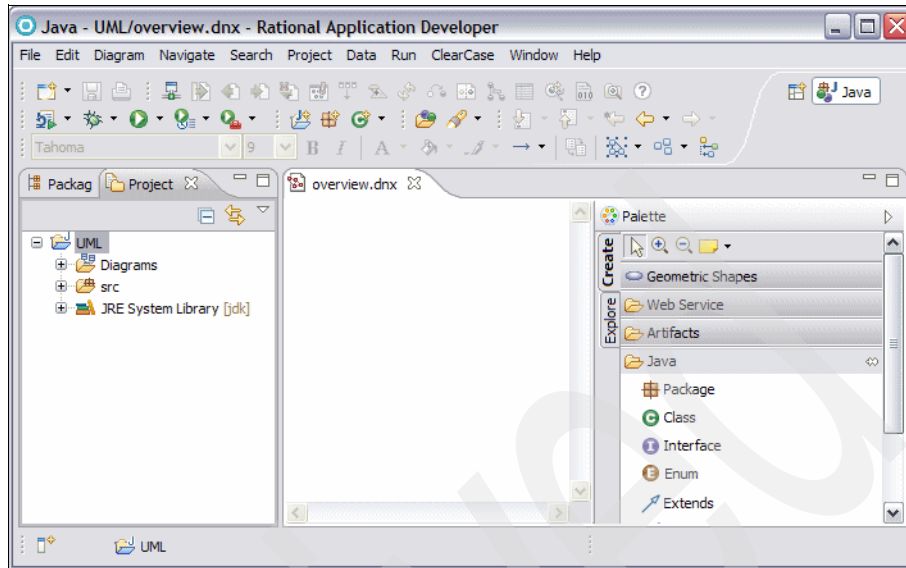 Java - UML/overview.dnx - Rational Application Developer
File Edit Diagram Navigate Search Project Data Run ClearCase Window Help
Java
Tahoma 9 B I A
Packag Project overview.dnx
Palette
UML
Diagrams
src
JRE System Library [jdk]
Create
Explore
Geometric Shapes
Web Service
Artifacts
Java
Package
Class
Interface
Enum
Extends
UML